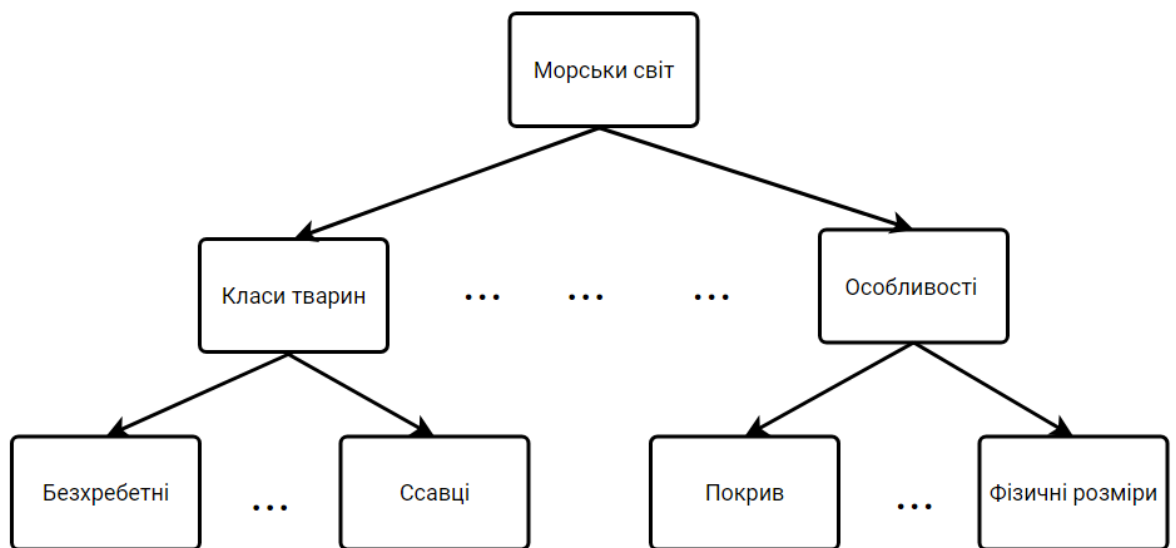 Морськи світ
Класи тварин
... ... ...
Особливості
Безхребетні
...
Ссавці
Покрив
...
Фізичні розміри